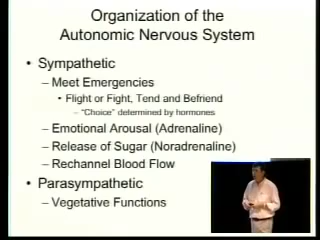 Organization of the
Autonomic Nervous System
• Sympathetic
– Meet Emergencies
• Flight or Fight, Tend and Befriend
– "Choice" determined by hormones
– Emotional Arousal (Adrenaline)
– Release of Sugar (Noradrenaline)
– Rechannel Blood Flow
• Parasympathetic
– Vegetative Functions